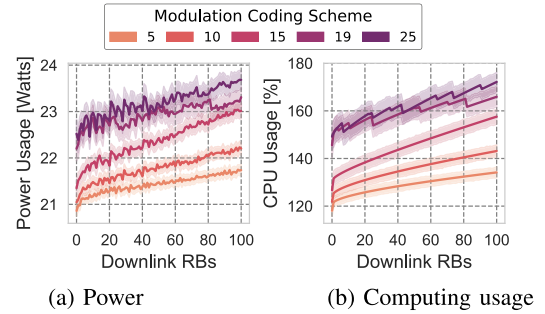 Modulation Coding Scheme
5 10 15 19 25
Power Usage [Watts]
24
23
22
21
0 20 40 60 80 100
Downlink RBs
CPU Usage [%]
180
160
140
120
0 20 40 60 80 100
Downlink RBs
(a) Power
(b) Computing usage